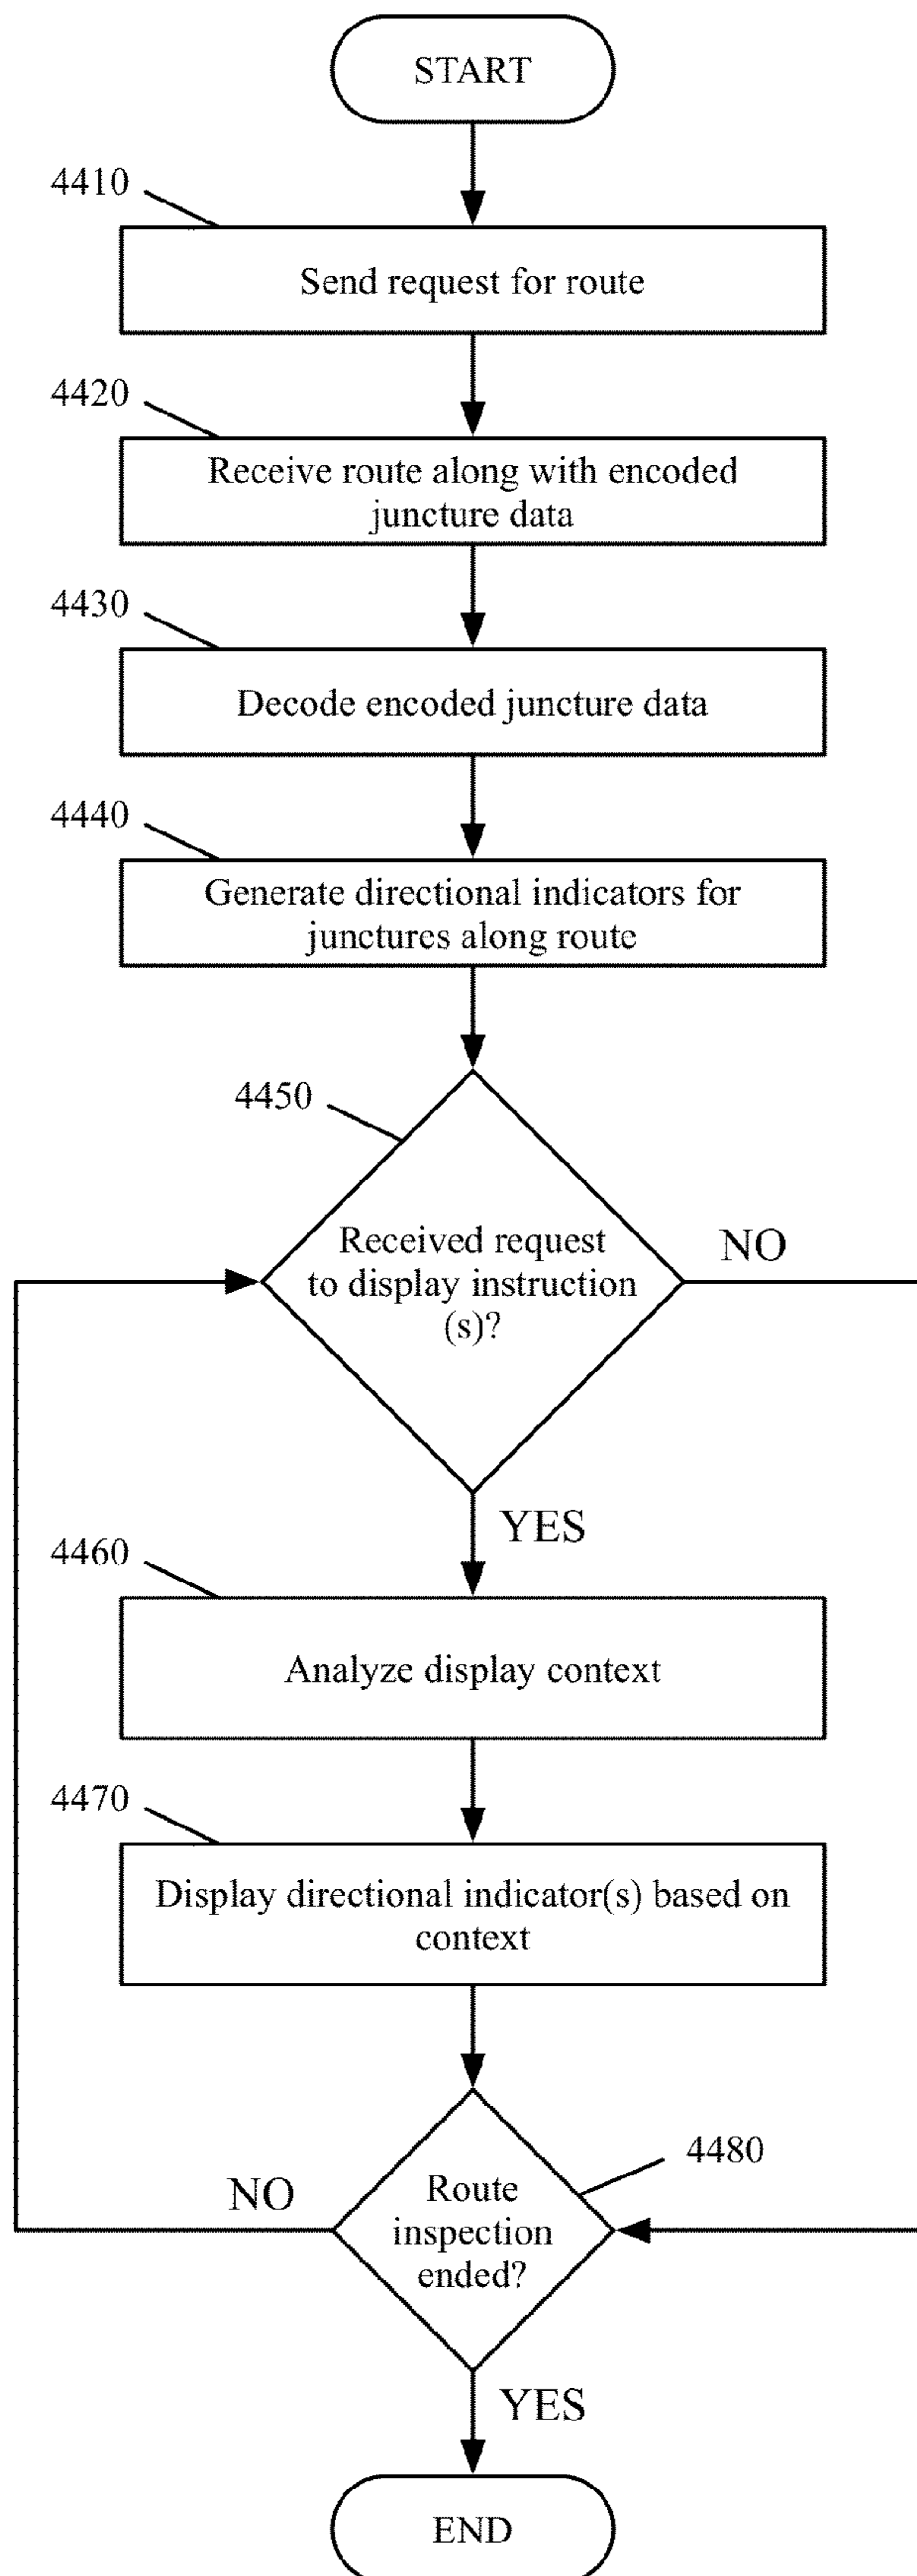 START
4410
Send request for route
4420
Receive route along with encoded
juncture data
4430
Decode encoded juncture data
4440
Generate directional indicators for
junctures along route
4450
Received request
to display instruction
(s)?
NO
YES
4460
Analyze display context
4470
Display directional indicator(s) based on
context
4480
Route
inspection
ended?
NO
YES
END